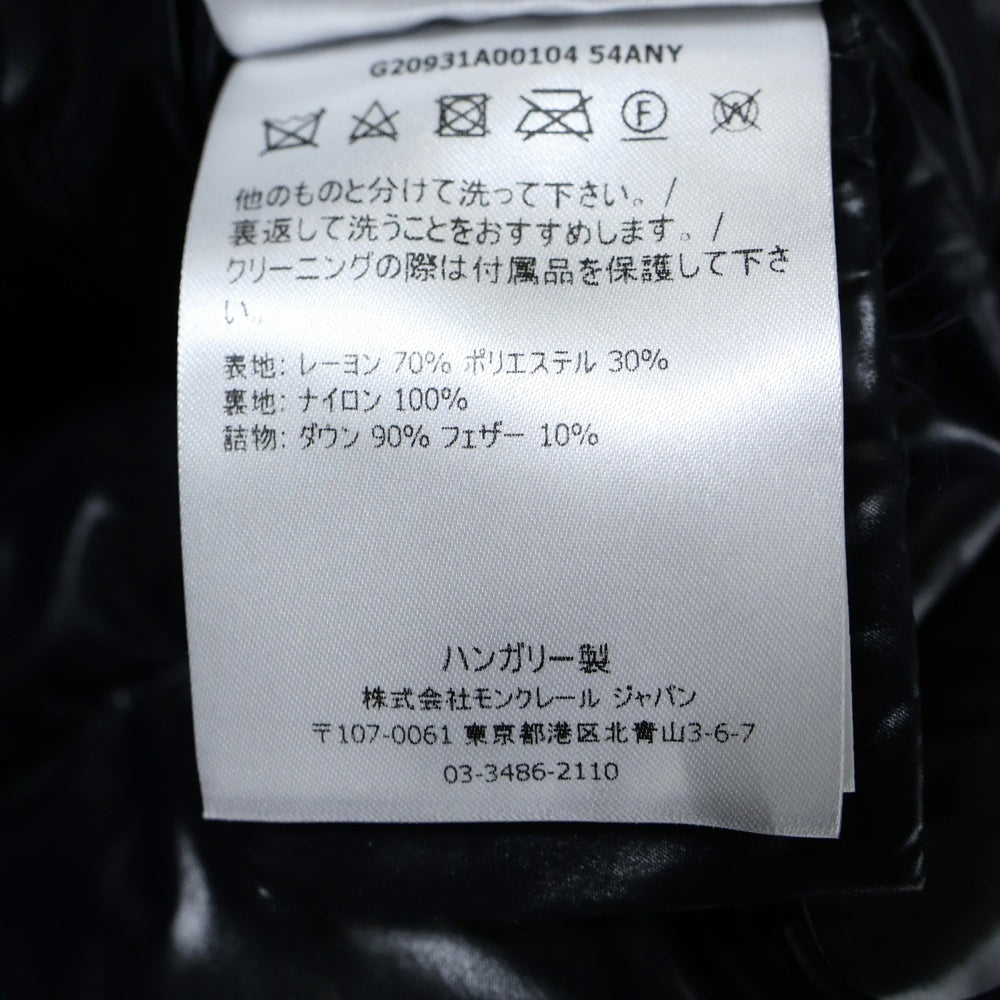 G20931A00104 54ANY
F W
他のものと分けて洗って下さい。/
裏返して洗うことをおすすめします。/
クリーニングの際は付属品を保護して下さ
い。
表地: レーヨン 70% ポリエステル 30%
裏地: ナイロン 100%
詰物: ダウン 90% フェザー 10%
ハンガリー製
株式会社モンクレール ジャパン
〒107-0061 東京都港区北青山3-6-7
03-3486-2110